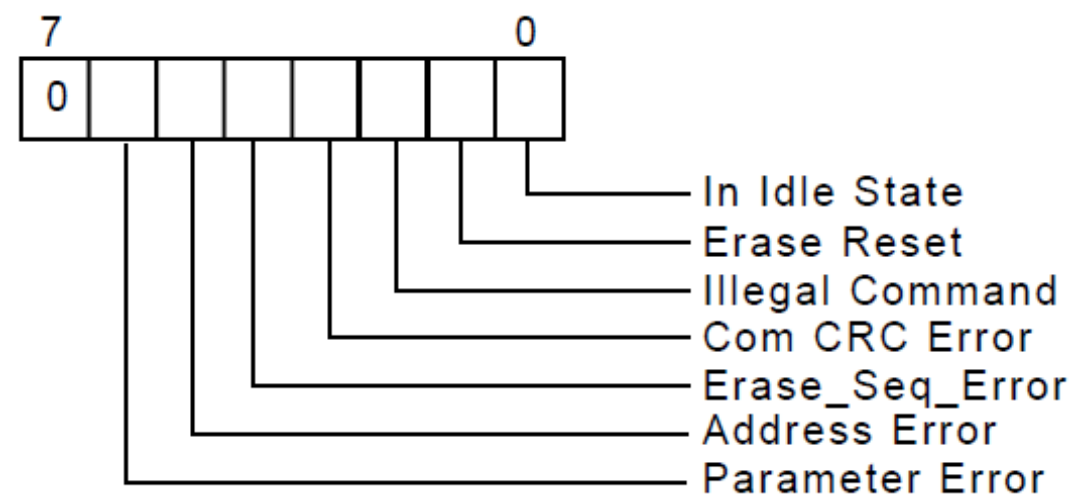 7 0
0
In Idle State
Erase Reset
Illegal Command
Com CRC Error
Erase_Seq_Error
Address Error
Parameter Error